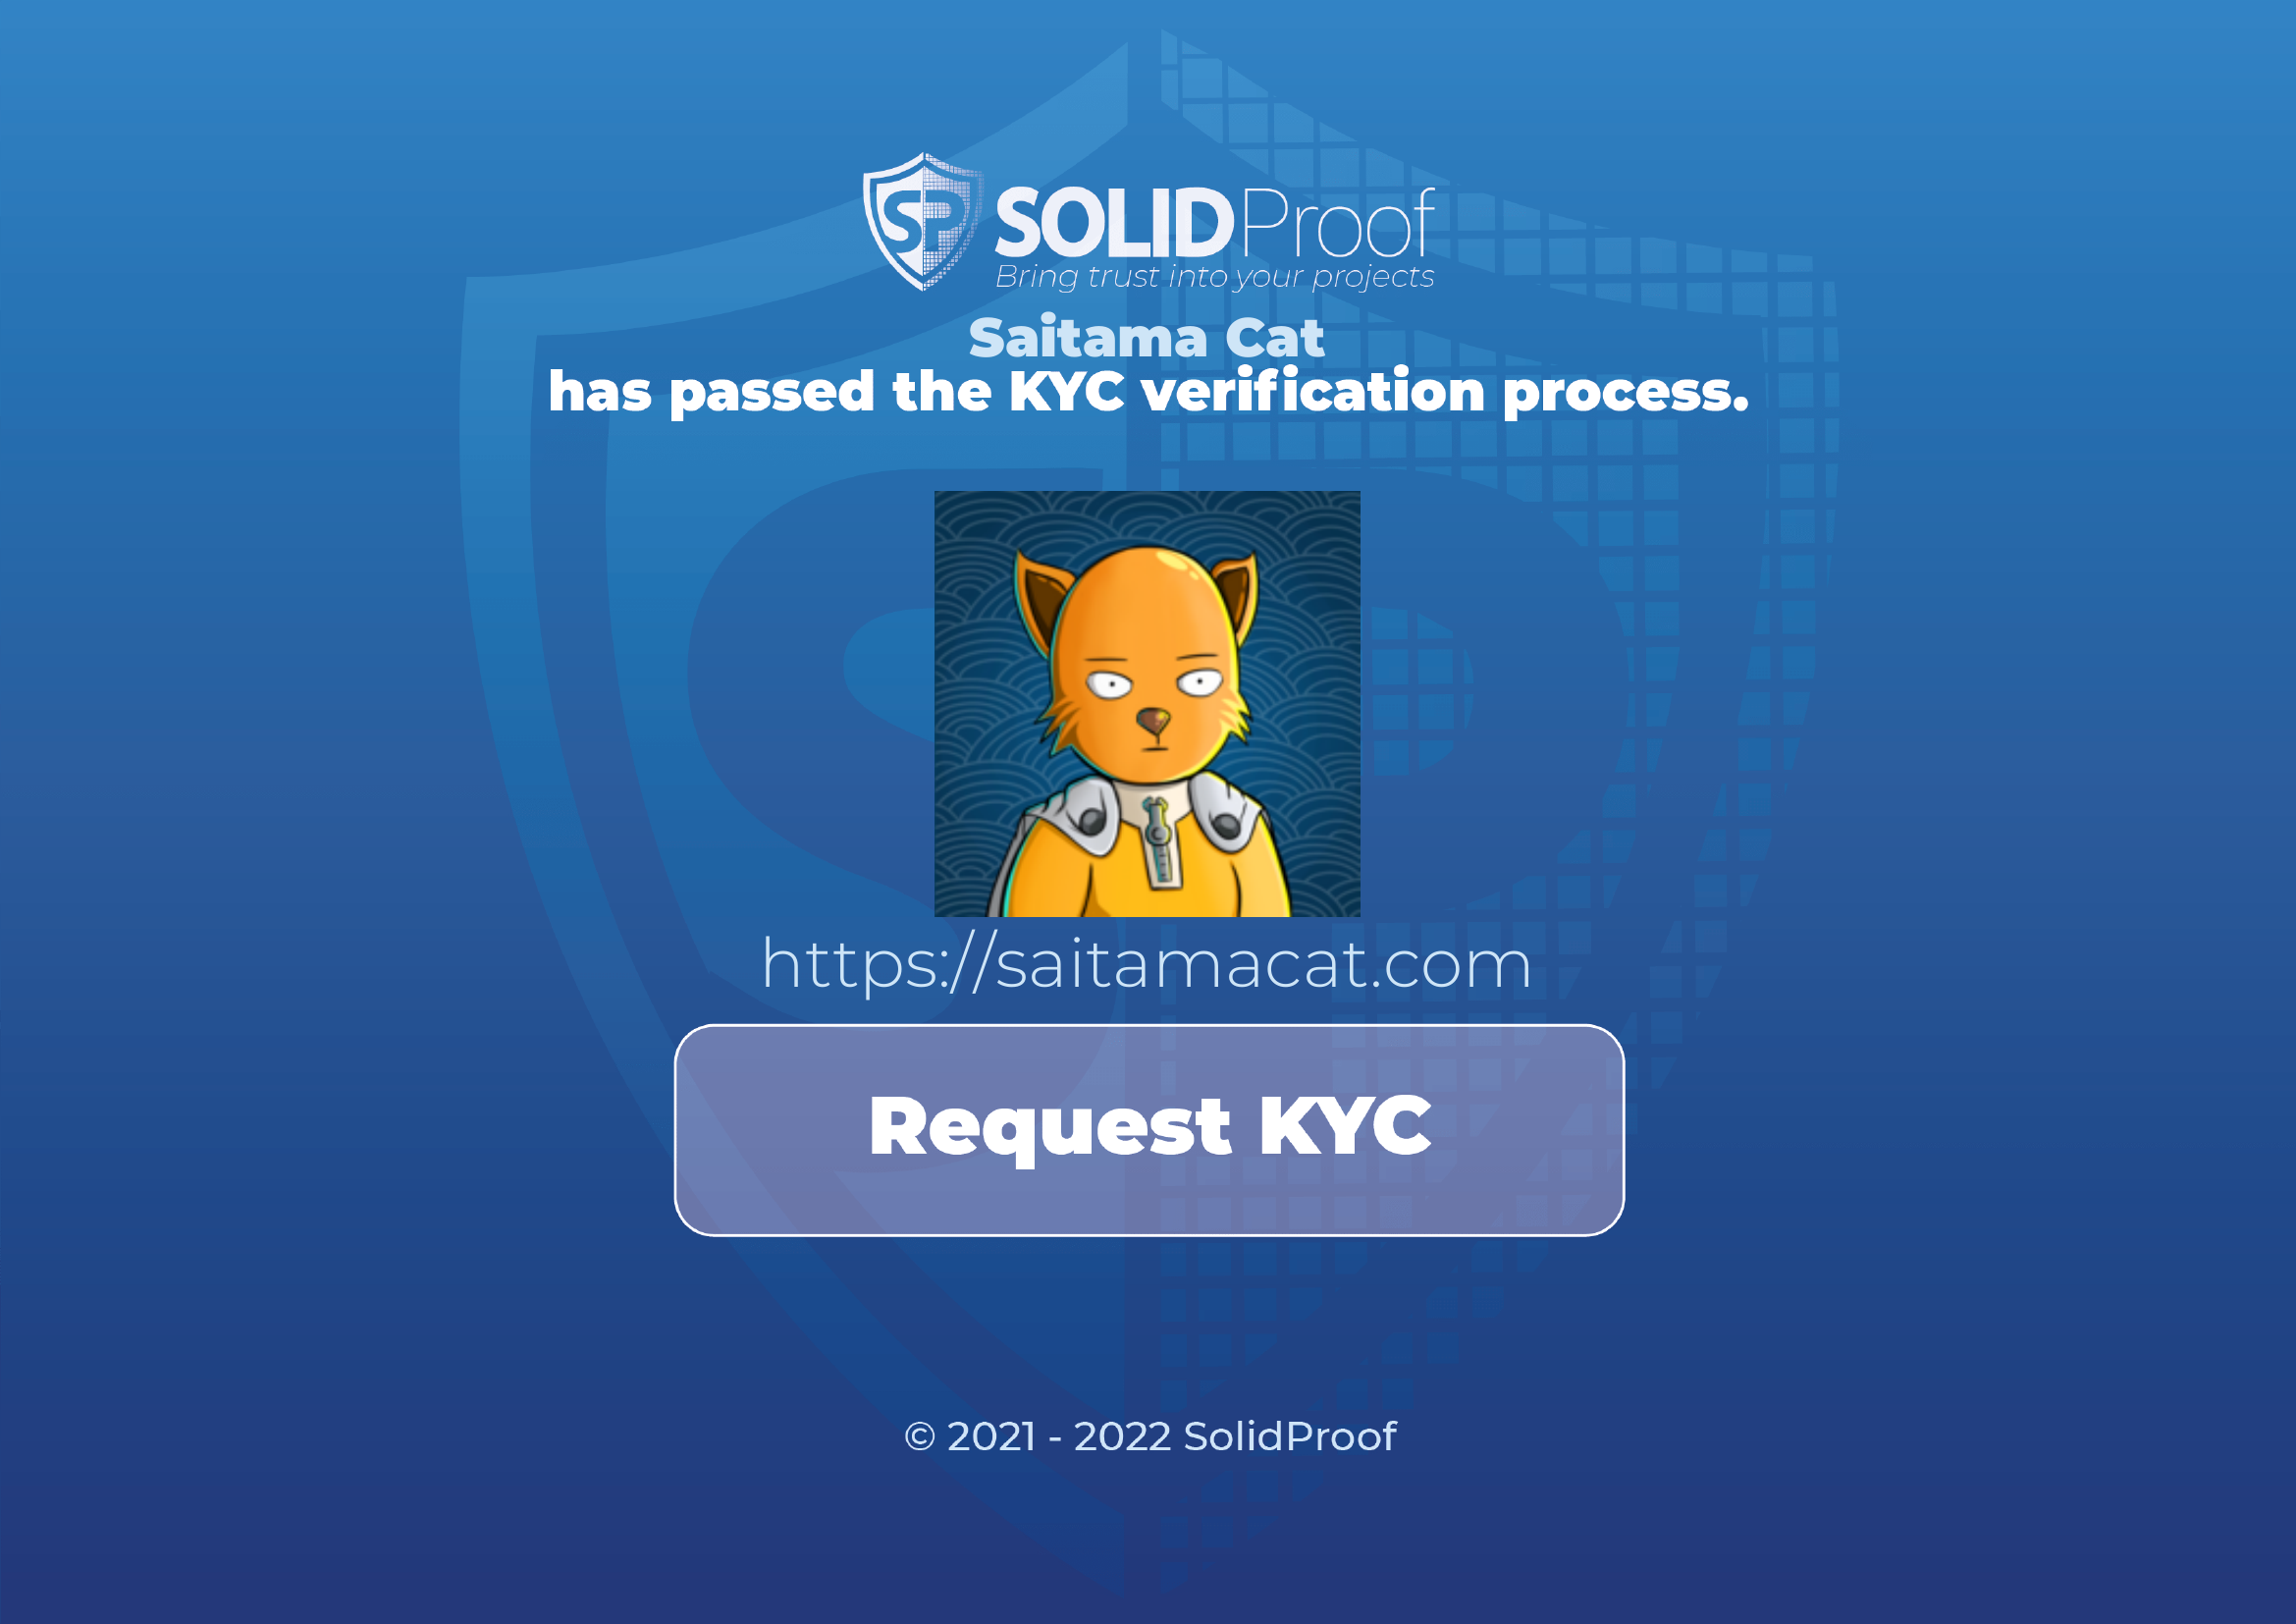 SP SOLIDProof
Bring trust into your projects
Saitama Cat
has passed the KYC verification process.
https://saitamacat.com
Request KYC
© 2021 - 2022 SolidProof